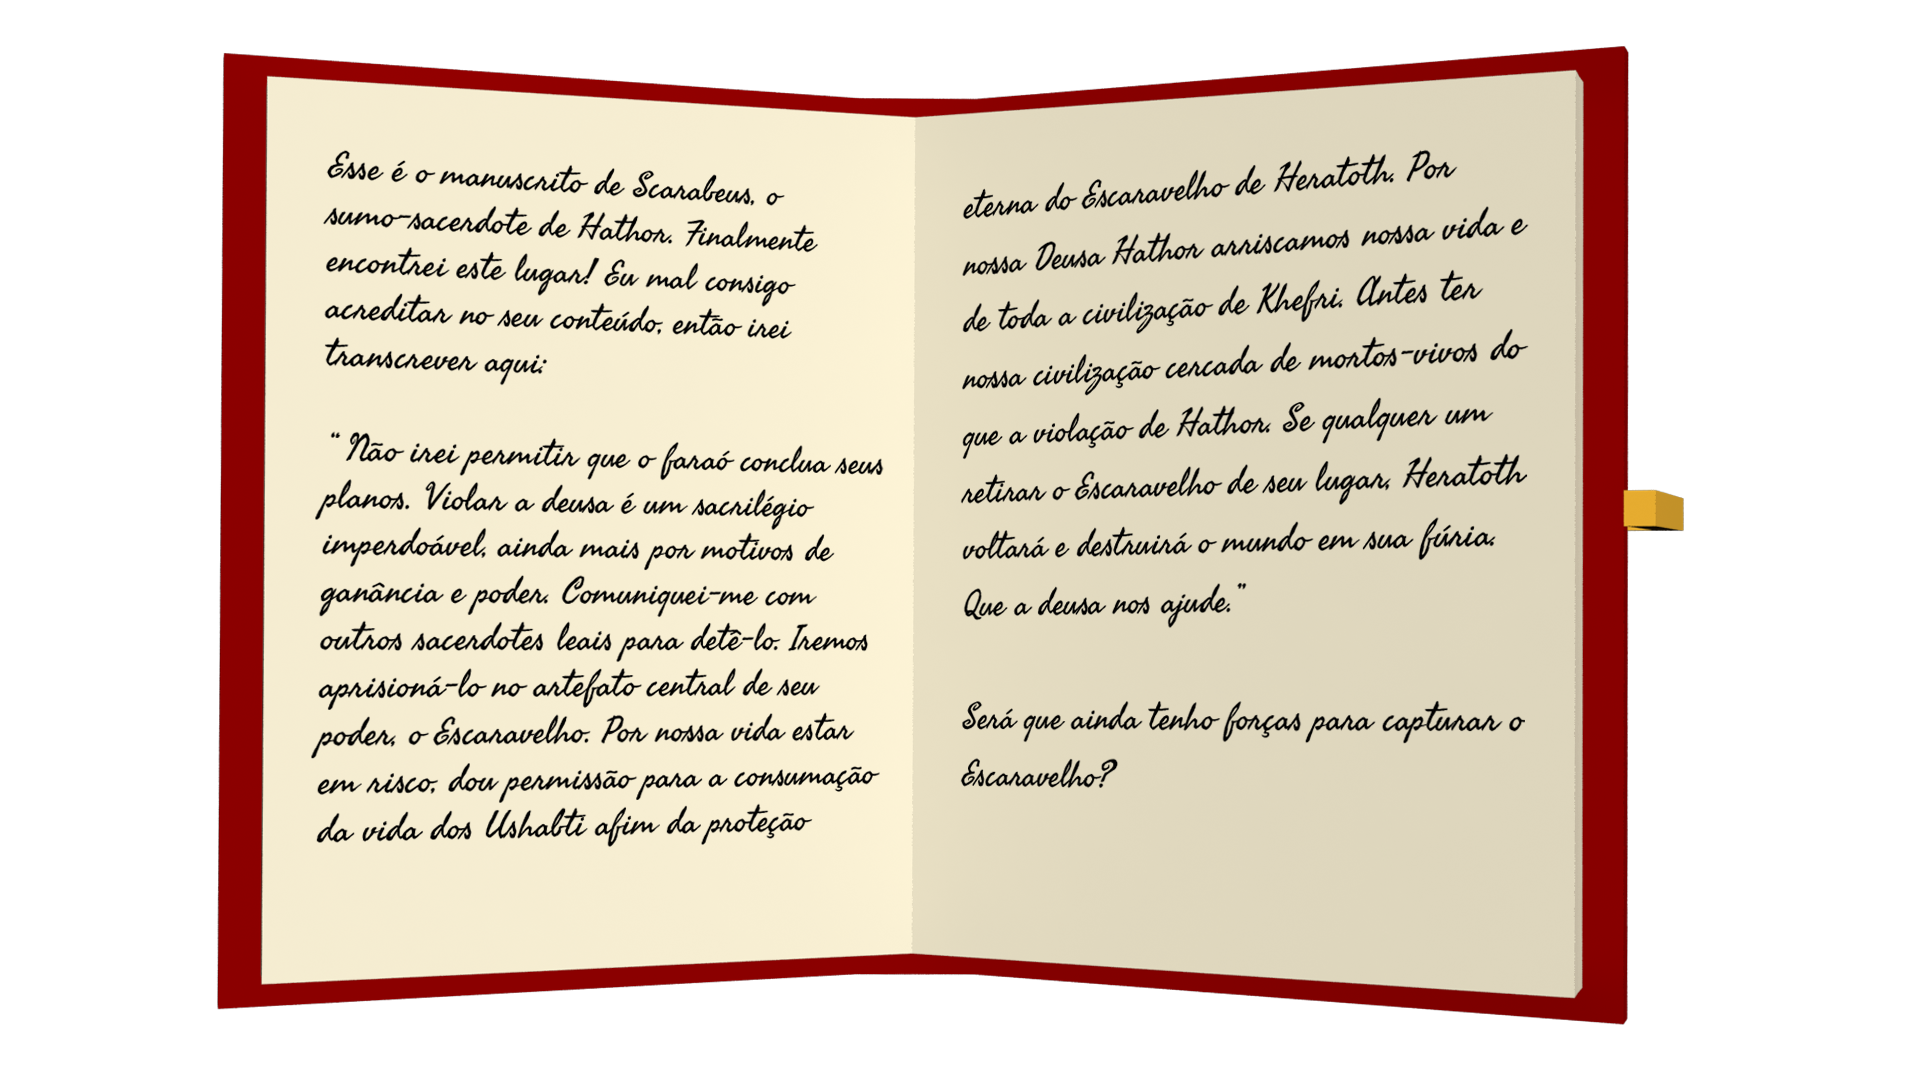 Esse é o manuscrito de Scarabeus, o
sumo-sacerdote de Hathor. Finalmente
encontrei este lugar! Eu mal consigo
acreditar no seu conteúdo, então irei
transcrever aqui:
" Não irei permitir que o faraó conclua seus
planos. Violar a deusa é um sacrilégio
imperdoável, ainda mais por motivos de
ganância e poder. Comuniquei-me com
outros sacerdotes leais para detê-lo. Iremos
aprisioná-lo no artefato central de seu
poder, o Escaravelho. Por nossa vida estar
em risco, dou permissão para a consumação
da vida dos Ushabti afim da proteção
eterna do Escaravelho de Heratoth. Por
nossa Deusa Hathor arriscamos nossa vida e
de toda a civilização de Khefri. Antes ter
nossa civilização cercada de mortos-vivos do
que a violação de Hathor. Se qualquer um
retirar o Escaravelho de seu lugar, Heratoth
voltará e destruirá o mundo em sua fúria.
Que a deusa nos ajude."
Será que ainda tenho forças para capturar o
Escaravelho?